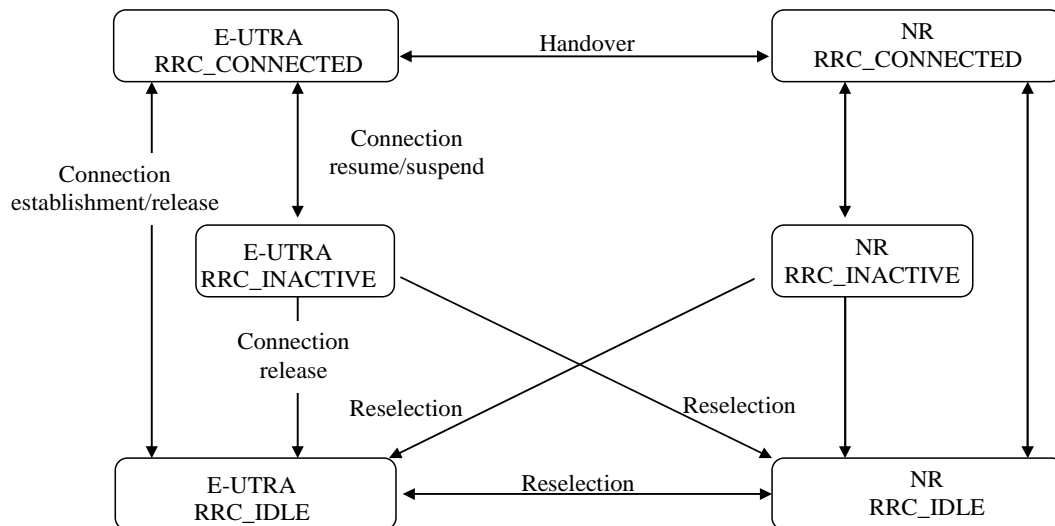 E-UTRA
RRC_CONNECTED
Handover
NR
RRC_CONNECTED
Connection
resume/suspend
Connection
establishment/release
E-UTRA
RRC_INACTIVE
NR
RRC_INACTIVE
Connection
release
Reselection
Reselection
E-UTRA
RRC_IDLE
Reselection
NR
RRC_IDLE